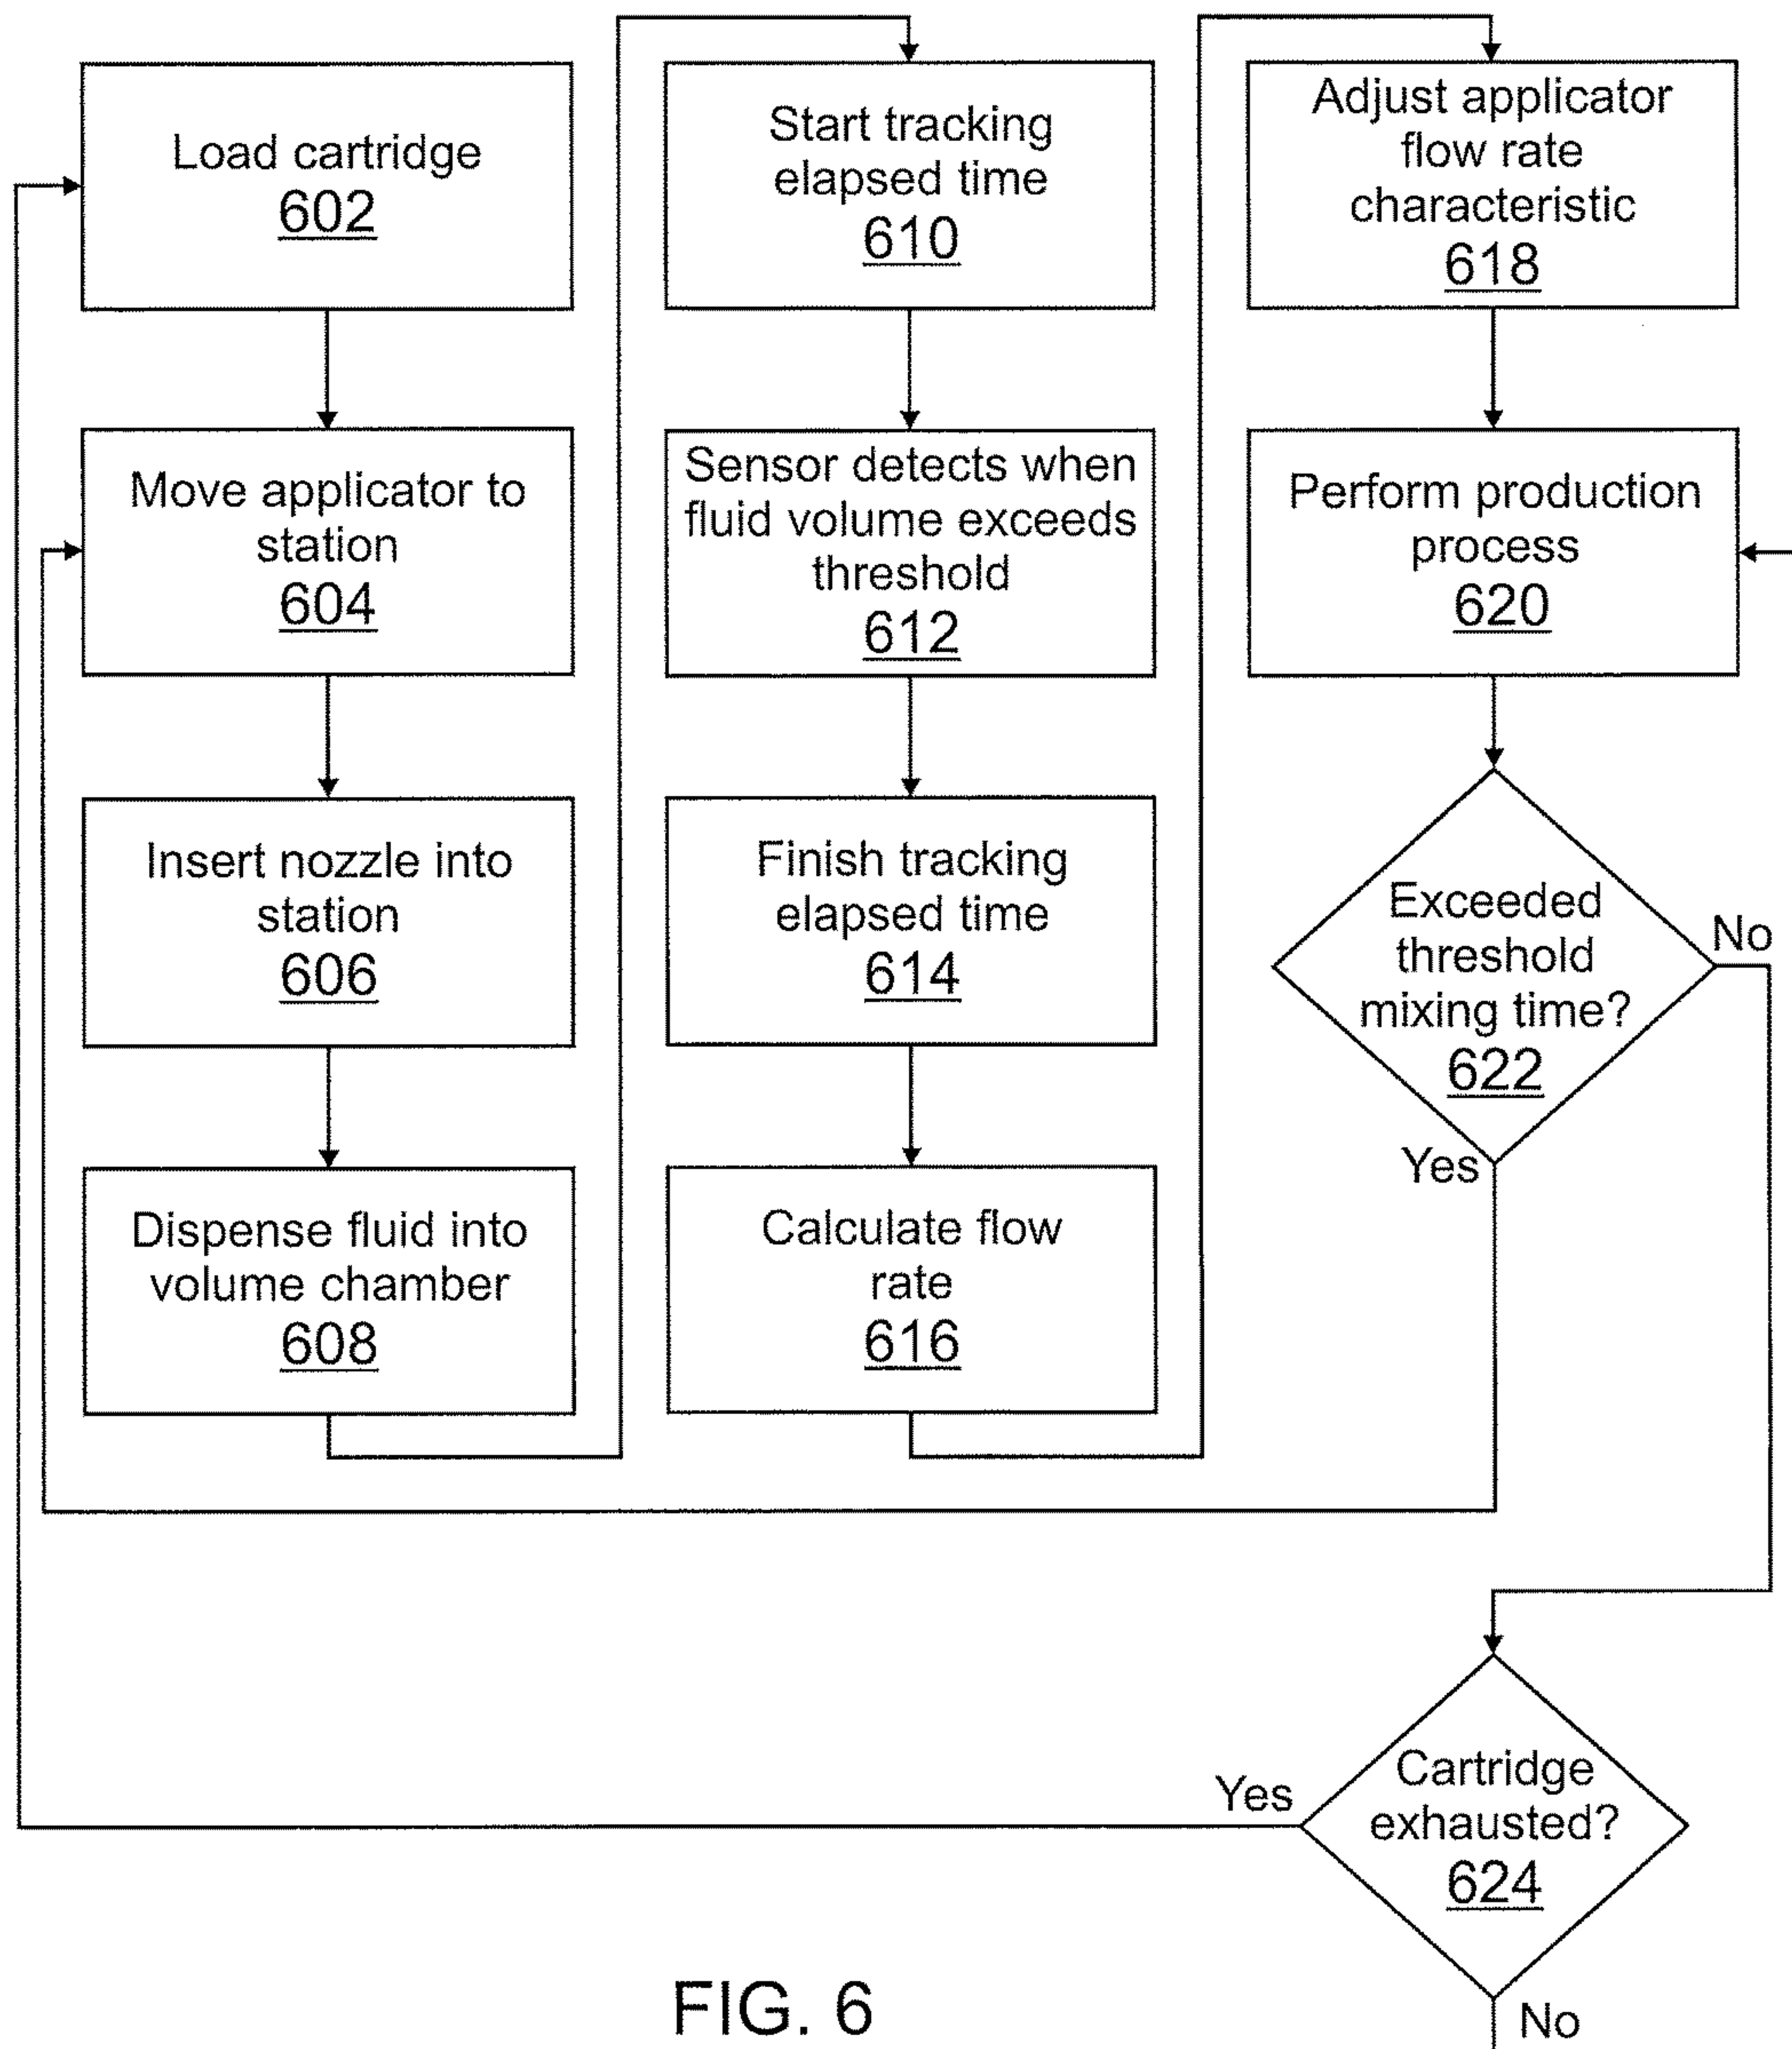 Load cartridge
602
Move applicator to
station
604
Insert nozzle into
station
606
Dispense fluid into
volume chamber
608
Start tracking
elapsed time
610
Sensor detects when
fluid volume exceeds
threshold
612
Finish tracking
elapsed time
614
Calculate flow
rate
616
Adjust applicator
flow rate
characteristic
618
Perform production
process
620
Exceeded
threshold
mixing time?
622
No
Yes
Cartridge
exhausted?
624
Yes
No
FIG. 6